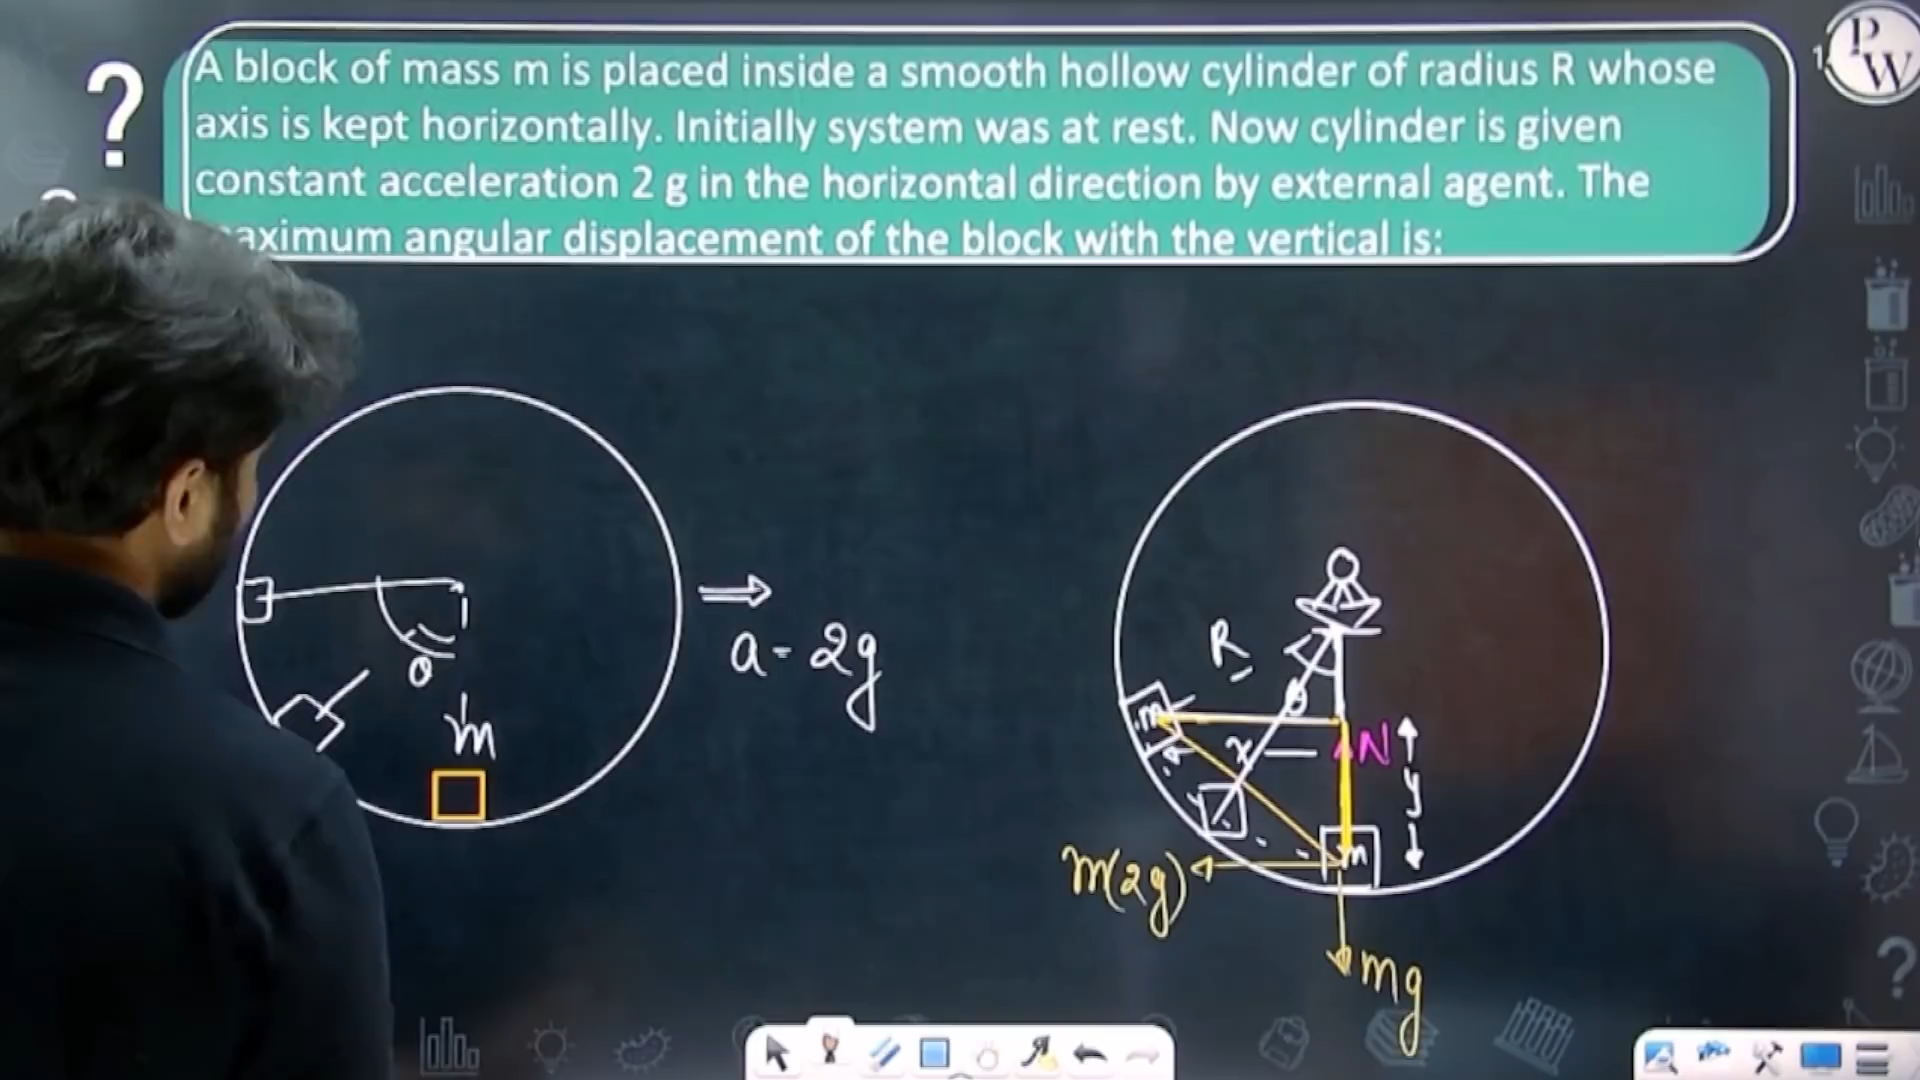 ?
A block of mass m is placed inside a smooth hollow cylinder of radius R whose
axis is kept horizontally. Initially system was at rest. Now cylinder is given
constant acceleration 2 g in the horizontal direction by external agent. The
aximum angular displacement of the block with the vertical is:
PW
θ
m
a = 2g
R
θ
m
x
N
y
m
m(2g)
mg
?